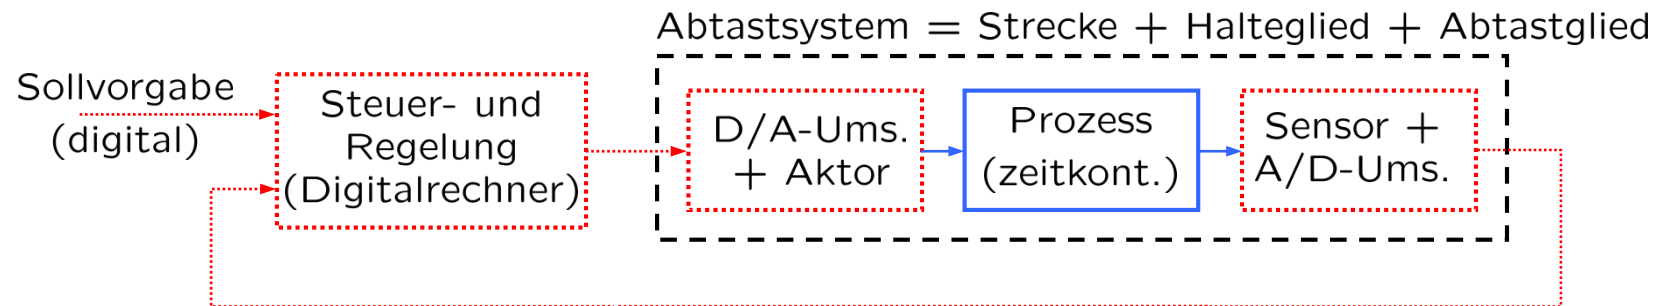 Abtastsystem = Strecke + Halteglied + Abtastglied
Sollvorgabe
(digital)
Steuer- und
Regelung
(Digitalrechner)
D/A-Ums.
+ Aktor
Prozess
(zeitkont.)
Sensor +
A/D-Ums.